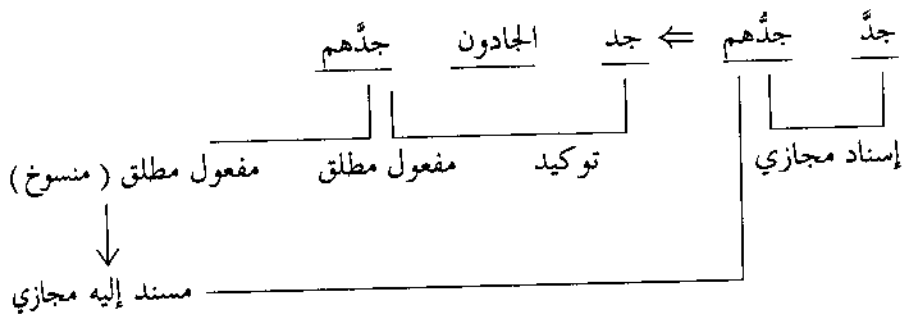 جدَّ جدُّهم ⇐ جد الجادون جدَّهم
إسناد مجازي توكيد مفعول مطلق مفعول مطلق ( منسوخ )
مسند إليه مجازي